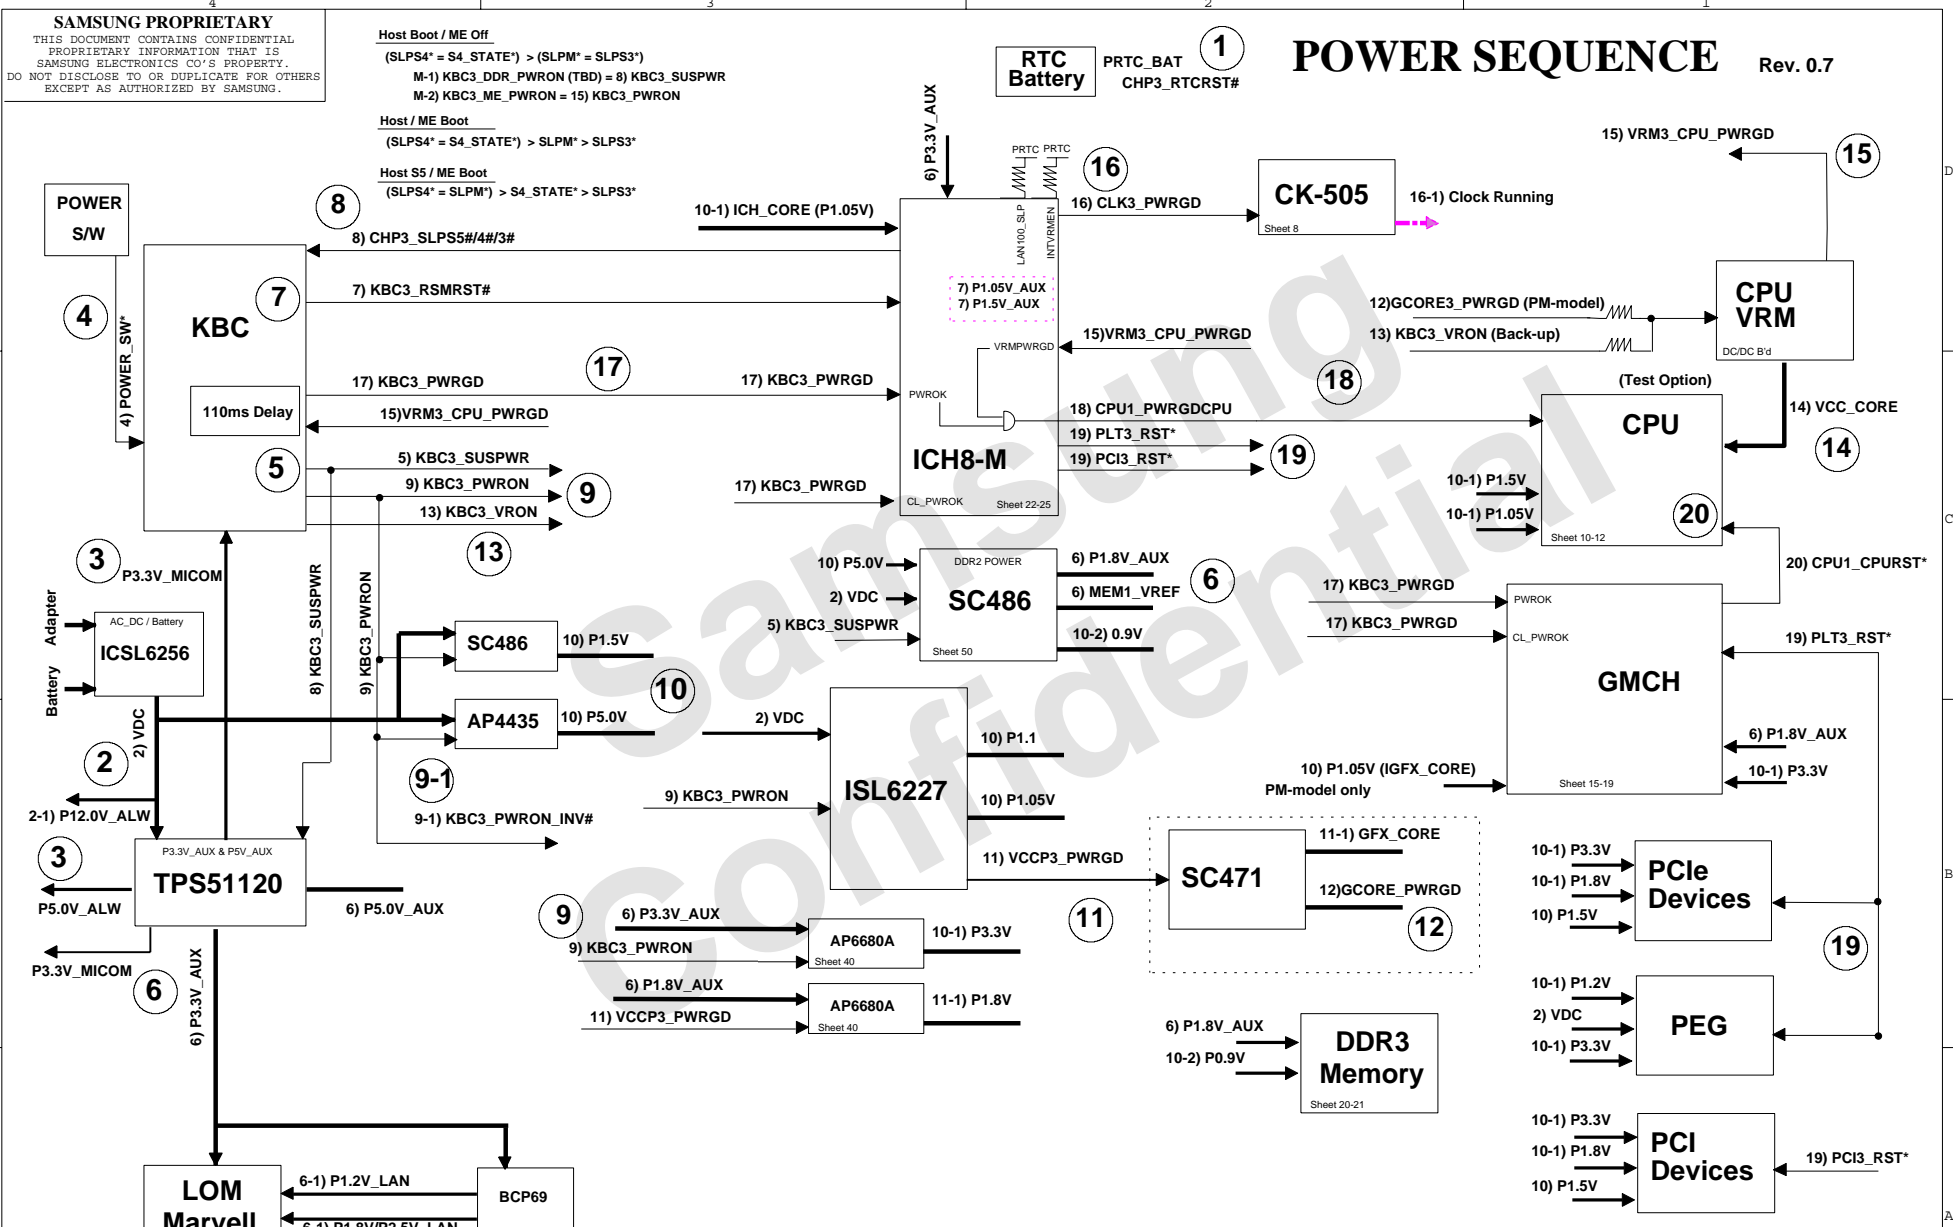 4
3
2
1
SAMSUNG PROPRIETARY
THIS DOCUMENT CONTAINS CONFIDENTIAL
PROPRIETARY INFORMATION THAT IS
SAMSUNG ELECTRONICS CO'S PROPERTY.
DO NOT DISCLOSE TO OR DUPLICATE FOR OTHERS
EXCEPT AS AUTHORIZED BY SAMSUNG.
Host Boot / ME Off
(SLPS4* = S4_STATE*) > (SLPM* = SLPS3*)
M-1) KBC3_DDR_PWRON (TBD) = 8) KBC3_SUSPWR
M-2) KBC3_ME_PWRON = 15) KBC3_PWRON
Host / ME Boot
(SLPS4* = S4_STATE*) > SLPM* > SLPS3*
Host S5 / ME Boot
(SLPS4* = SLPM*) > S4_STATE* > SLPS3*
RTC
Battery
PRTC_BAT
CHP3_RTCRST#
1
POWER SEQUENCE
Rev. 0.7
D
C
B
A
POWER
S/W
4
4) POWER_SW*
KBC
7
110ms Delay
5
8
8) CHP3_SLPS5#/4#/3#
7) KBC3_RSMRST#
17) KBC3_PWRGD
17
17) KBC3_PWRGD
15)VRM3_CPU_PWRGD
5) KBC3_SUSPWR
9) KBC3_PWRON
9
13) KBC3_VRON
13
10-1) ICH_CORE (P1.05V)
6) P3.3V_AUX
PRTC
PRTC
LAN100_SLP
INTVRMEN
7) P1.05V_AUX
7) P1.5V_AUX
VRMPWRGD
PWROK
ICH8-M
CL_PWROK
Sheet 22-25
17) KBC3_PWRGD
16
16) CLK3_PWRGD
CK-505
Sheet 8
16-1) Clock Running
15)VRM3_CPU_PWRGD
18
18) CPU1_PWRGDCPU
19) PLT3_RST*
19) PCI3_RST*
19
15) VRM3_CPU_PWRGD
15
CPU
VRM
DC/DC B'd
12)GCORE3_PWRGD (PM-model)
13) KBC3_VRON (Back-up)
(Test Option)
14) VCC_CORE
14
CPU
20
Sheet 10-12
10-1) P1.5V
10-1) P1.05V
20) CPU1_CPURST*
17) KBC3_PWRGD
17) KBC3_PWRGD
PWROK
CL_PWROK
GMCH
Sheet 15-19
19) PLT3_RST*
6) P1.8V_AUX
10-1) P3.3V
10) P1.05V (IGFX_CORE)
PM-model only
3
P3.3V_MICOM
Adapter
Battery
AC_DC / Battery
ICSL6256
2) VDC
2
2-1) P12.0V_ALW
3
P3.3V_AUX & P5V_AUX
TPS51120
P5.0V_ALW
P3.3V_MICOM
6
6) P3.3V_AUX
6) P5.0V_AUX
8) KBC3_SUSPWR
9) KBC3_PWRON
SC486
10) P1.5V
10
AP4435
10) P5.0V
9-1
9-1) KBC3_PWRON_INV#
10) P5.0V
2) VDC
5) KBC3_SUSPWR
DDR2 POWER
SC486
Sheet 50
6) P1.8V_AUX
6) MEM1_VREF
10-2) 0.9V
6
2) VDC
9) KBC3_PWRON
ISL6227
10) P1.1
10) P1.05V
11) VCCP3_PWRGD
11
SC471
11-1) GFX_CORE
12)GCORE_PWRGD
12
9
6) P3.3V_AUX
9) KBC3_PWRON
AP6680A
Sheet 40
10-1) P3.3V
6) P1.8V_AUX
11) VCCP3_PWRGD
AP6680A
Sheet 40
11-1) P1.8V
6) P1.8V_AUX
10-2) P0.9V
DDR3
Memory
Sheet 20-21
10-1) P3.3V
10-1) P1.8V
10) P1.5V
PCIe
Devices
19
10-1) P1.2V
2) VDC
10-1) P3.3V
PEG
10-1) P3.3V
10-1) P1.8V
10) P1.5V
PCI
Devices
19) PCI3_RST*
LOM
Marvell
6-1) P1.2V_LAN
6-1) P1.8V/P2.5V_LAN
BCP69
Samsung
Confidential